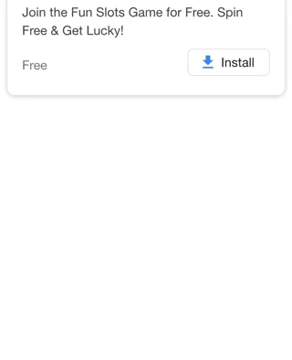 Join the Fun Slots Game for Free. Spin
Free & Get Lucky!
Free
Install